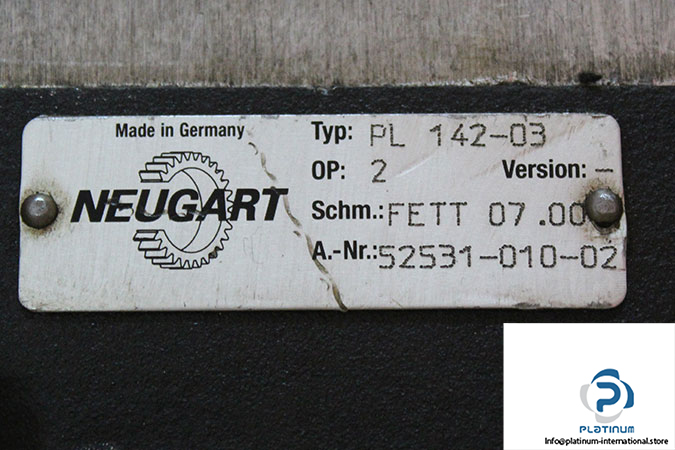 Made in Germany
NEUGART
Typ: PL 142-03
OP: 2 Version: -
Schm.: FETT 07.00
A.-Nr.: 52531-010-02
PLATINUM
Info@platinum-international.store